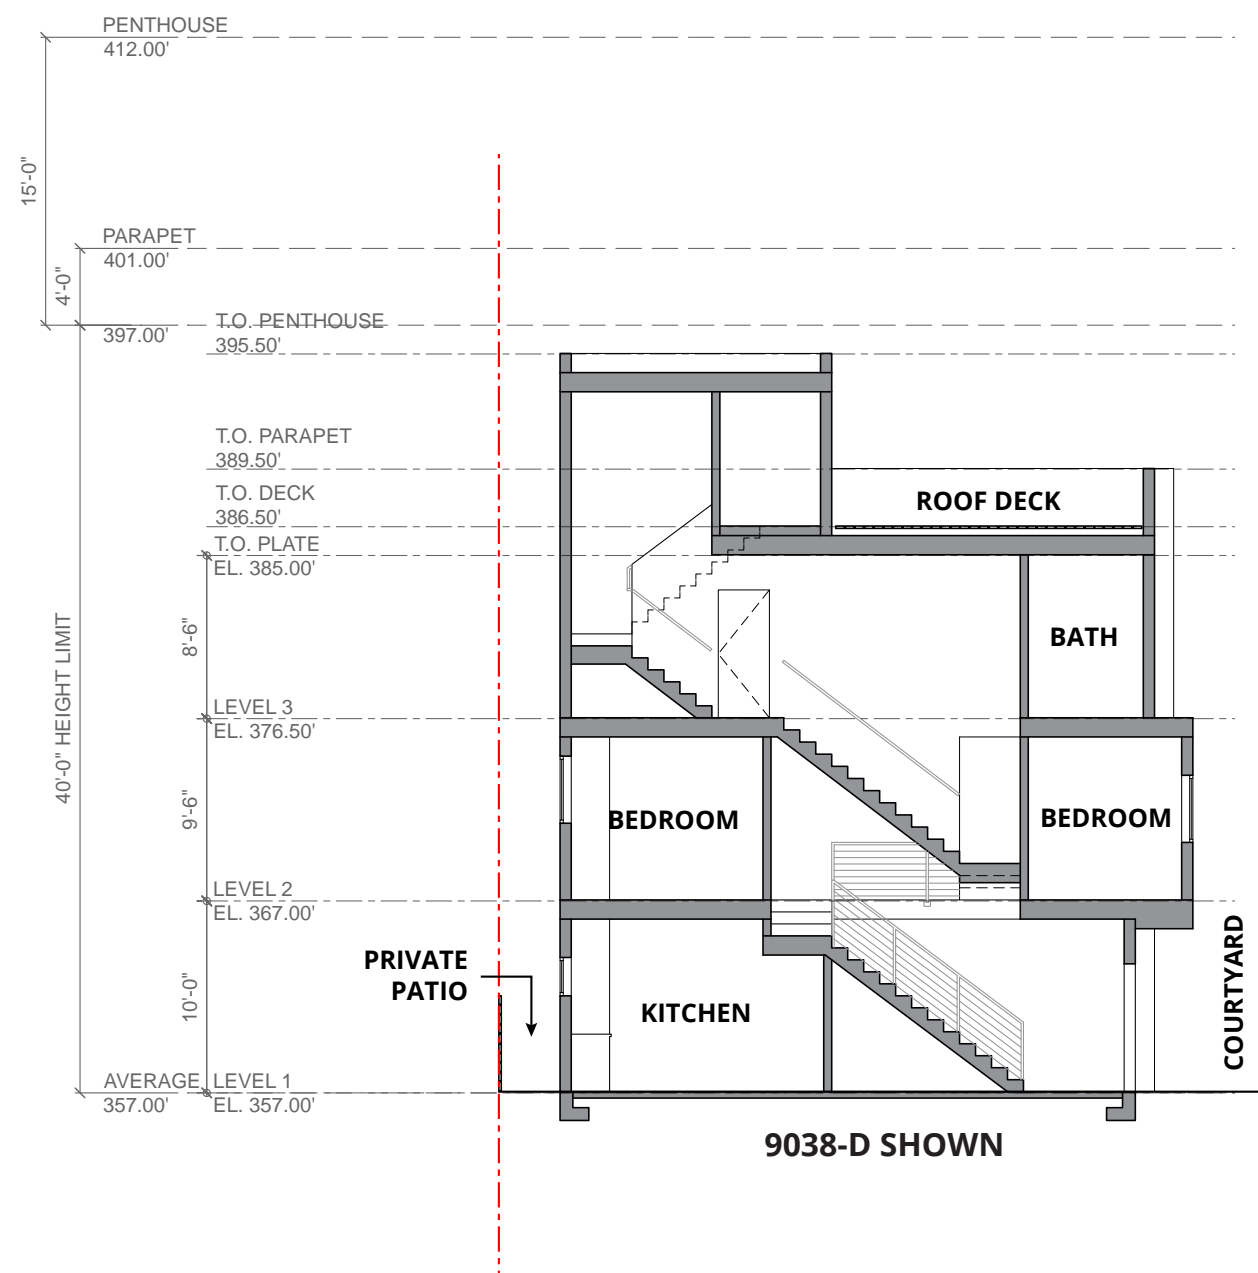 PENTHOUSE
412.00'
15'-0"
PARAPET
401.00'
4'-0"
397.00'
T.O. PENTHOUSE
395.50'
T.O. PARAPET
389.50'
ROOF DECK
T.O. DECK
386.50'
T.O. PLATE
EL. 385.00'
8'-6"
BATH
40'-0" HEIGHT LIMIT
LEVEL 3
EL. 376.50'
9'-6"
BEDROOM
BEDROOM
LEVEL 2
EL. 367.00'
PRIVATE
PATIO
10'-0"
KITCHEN
COURTYARD
AVERAGE
357.00'
LEVEL 1
EL. 357.00'
9038-D SHOWN